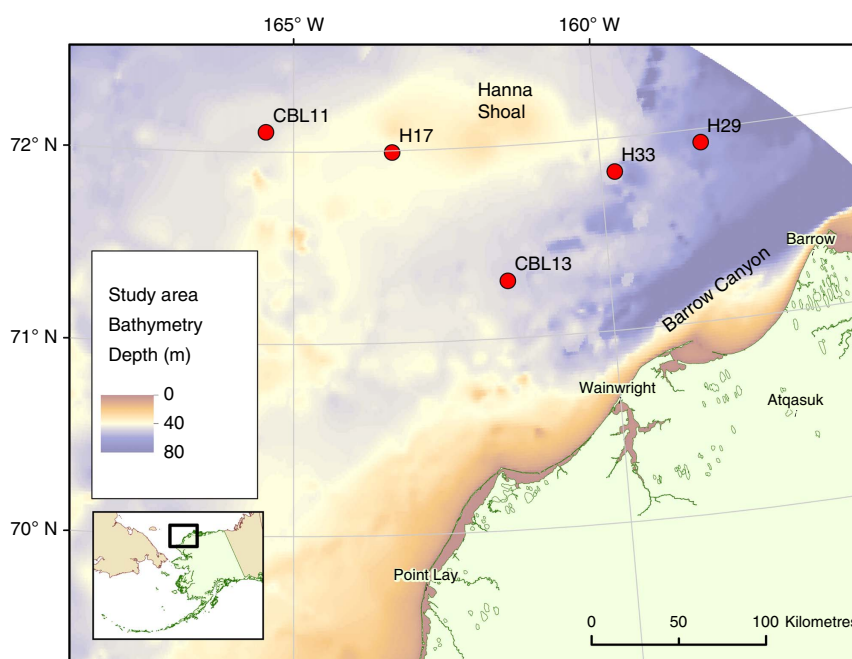 165° W
160° W
Hanna
Shoal
CBL11
H17
H29
H33
72° N
Barrow
CBL13
Barrow Canyon
Study area
Bathymetry
Depth (m)
0
40
80
71° N
Wainwright
Atqasuk
70° N
Point Lay
0 50 100 Kilometres